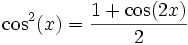 cos²(x) = (1 + cos(2x))/2